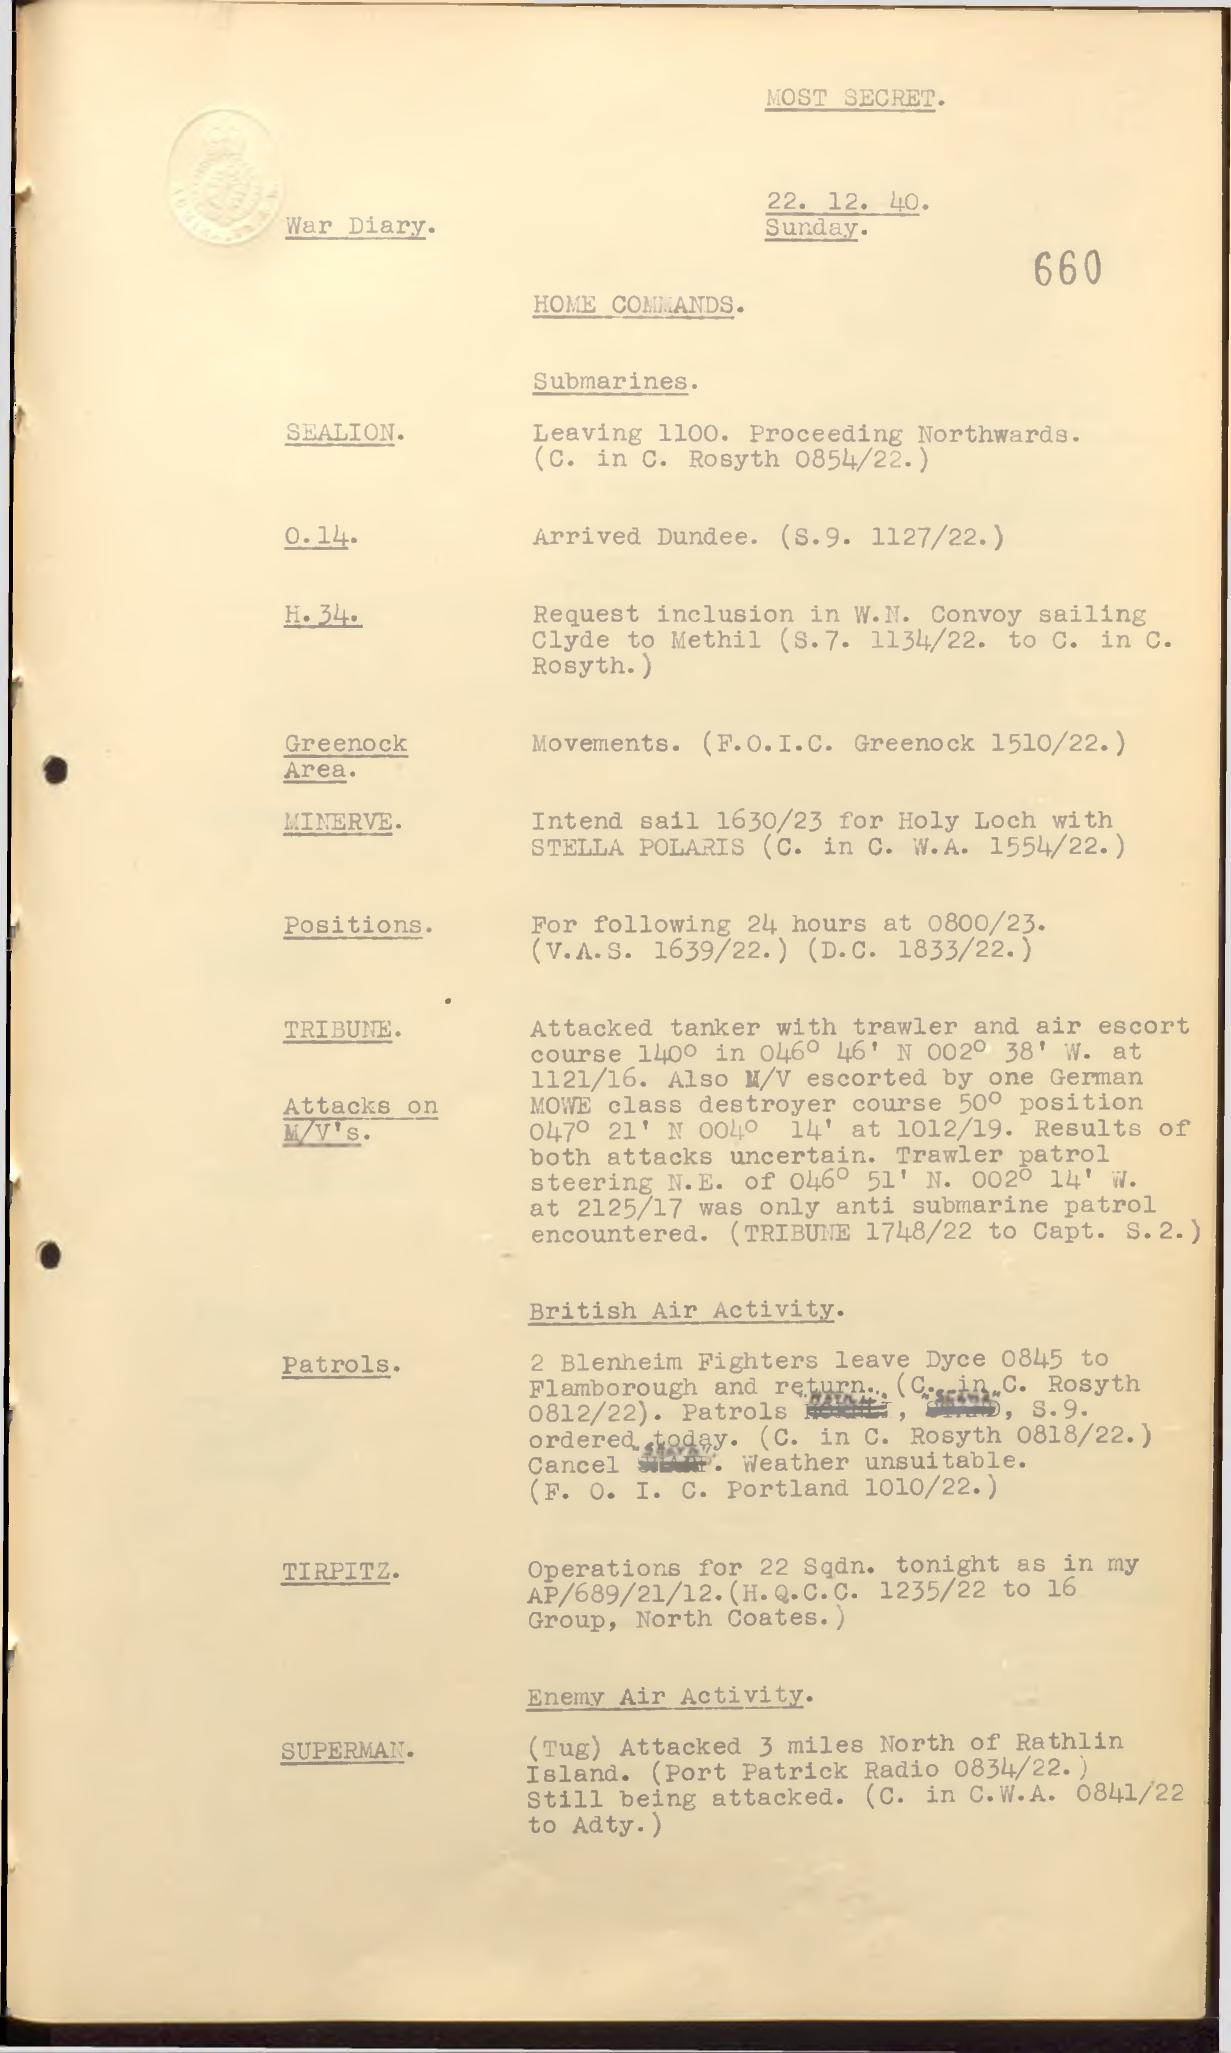 MOST SECRET.
22. 12. 40.
War Diary.
Sunday.
660
HOME COMMANDS.
Submarines.
SEALION.
Leaving 1100. Proceeding Northwards.
(C. in C. Rosyth 0854/22.)
O.14.
Arrived Dundee. (S.9. 1127/22.)
H.34.
Request inclusion in W.N. Convoy sailing
Clyde to Methil (S.7. 1134/22. to C. in C.
Rosyth.)
Greenock
Area.
Movements. (F.O.I.C. Greenock 1510/22.)
MINERVE.
Intend sail 1630/23 for Holy Loch with
STELLA POLARIS (C. in C. W.A. 1554/22.)
Positions.
For following 24 hours at 0800/23.
(V.A.S. 1639/22.) (D.C. 1833/22.)
TRIBUNE.
Attacks on
M/V's.
Attacked tanker with trawler and air escort
course 140° in 046° 46' N 002° 38' W. at
1121/16. Also M/V escorted by one German
MOWE class destroyer course 50° position
047° 21' N 004° 14' at 1012/19. Results of
both attacks uncertain. Trawler patrol
steering N.E. of 046° 51' N. 002° 14' W.
at 2125/17 was only anti submarine patrol
encountered. (TRIBUNE 1748/22 to Capt. S.2.)
British Air Activity.
Patrols.
2 Blenheim Fighters leave Dyce 0845 to
Flamborough and return. (C. in C. Rosyth
0812/22). Patrols , , S.9.
ordered today. (C. in C. Rosyth 0818/22.)
Cancel . Weather unsuitable.
(F. O. I. C. Portland 1010/22.)
TIRPITZ.
Operations for 22 Sqdn. tonight as in my
AP/689/21/12.(H.Q.C.C. 1235/22 to 16
Group, North Coates.)
Enemy Air Activity.
SUPERMAN.
(Tug) Attacked 3 miles North of Rathlin
Island. (Port Patrick Radio 0834/22.)
Still being attacked. (C. in C.W.A. 0841/22
to Adty.)